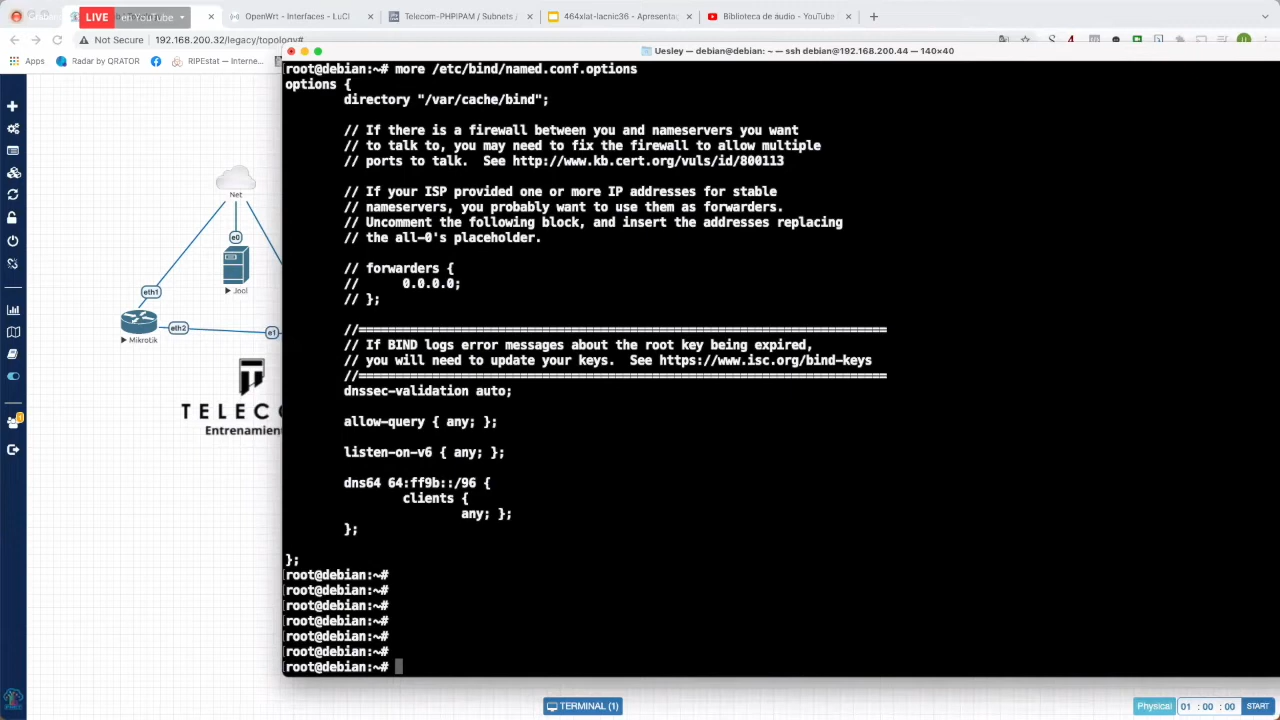 LIVE en YouTube
OpenWrt - Interfaces - LuCI
Telecom-PHPIPAM / Subnets
464xlat-lacnic36 - Apresentaç
Biblioteca de áudio - YouTube
Not Secure 192.168.200.32/legacy/topology#
Uesley — debian@debian: ~ — ssh debian@192.168.200.44 — 140×40
Apps
Radar by QRATOR
RIPEstat — Interne...
[root@debian:~# more /etc/bind/named.conf.options
options {
directory "/var/cache/bind";
// If there is a firewall between you and nameservers you want
// to talk to, you may need to fix the firewall to allow multiple
// ports to talk.  See http://www.kb.cert.org/vuls/id/800113
// If your ISP provided one or more IP addresses for stable
// nameservers, you probably want to use them as forwarders.
// Uncomment the following block, and insert the addresses replacing
// the all-0's placeholder.
// forwarders {
//      0.0.0.0;
// };
//========================================================================
// If BIND logs error messages about the root key being expired,
// you will need to update your keys.  See https://www.isc.org/bind-keys
//========================================================================
dnssec-validation auto;
allow-query { any; };
listen-on-v6 { any; };
dns64 64:ff9b::/96 {
clients {
any; };
};
};
[root@debian:~#
[root@debian:~#
[root@debian:~#
[root@debian:~#
[root@debian:~#
[root@debian:~#
[root@debian:~#
Net
e0
Jool
eth1
eth2
e1
Mikrotik
TELECO
Entrenamien
TERMINAL (1)
Physical 01 : 00 : 00 START